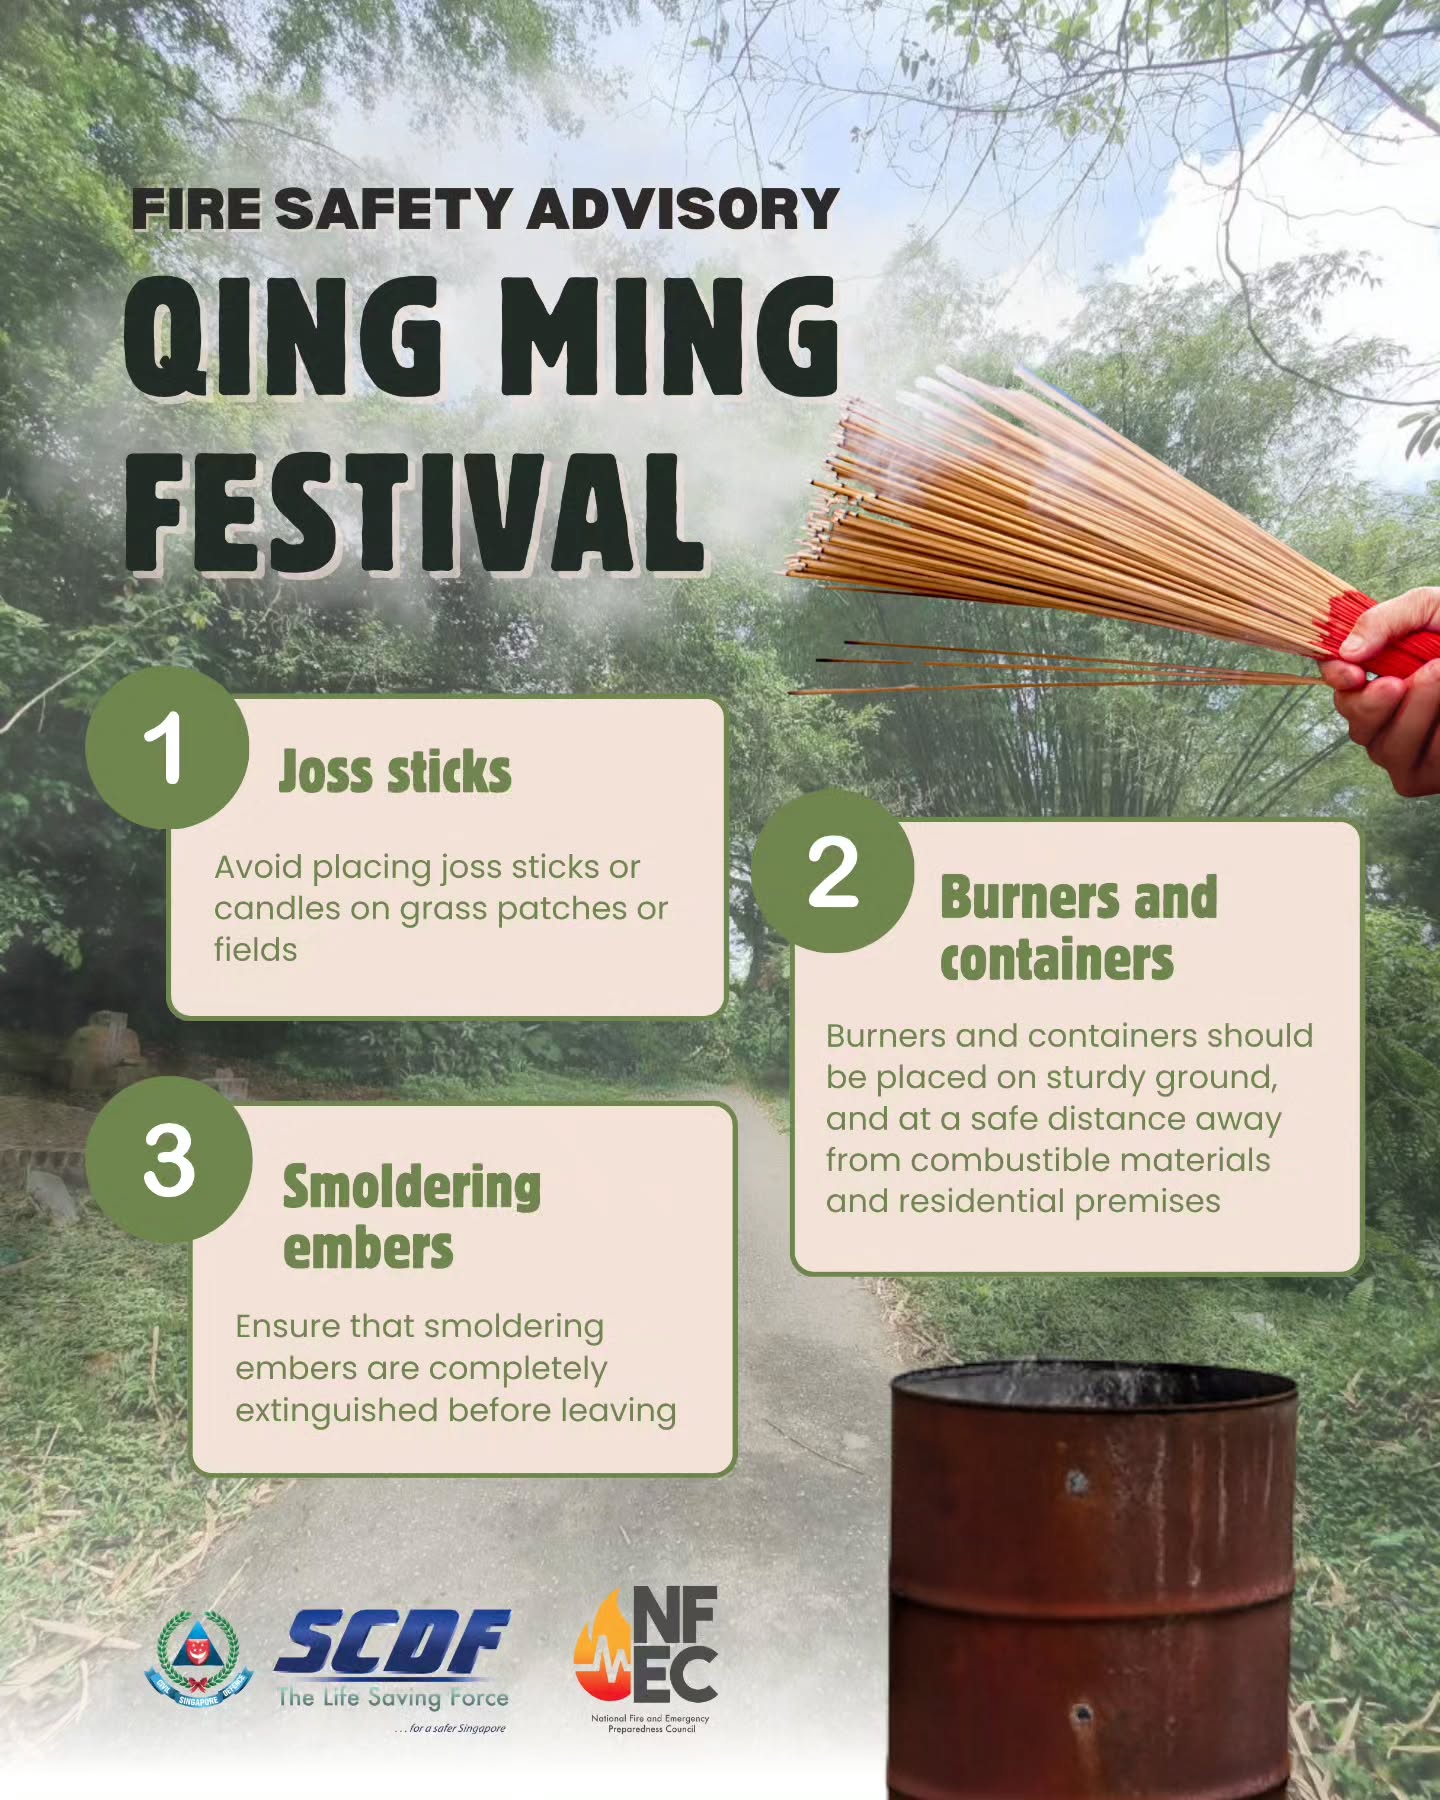 FIRE SAFETY ADVISORY
QING MING
FESTIVAL
1
Joss sticks
Avoid placing joss sticks or
candles on grass patches or
fields
2
Burners and
containers
Burners and containers should
be placed on sturdy ground,
and at a safe distance away
from combustible materials
and residential premises
3
Smoldering
embers
Ensure that smoldering
embers are completely
extinguished before leaving
CIVIL SINGAPORE DEFENCE
SCDF
The Life Saving Force
...for a safer Singapore
NF
EC
National Fire and Emergency
Preparedness Council